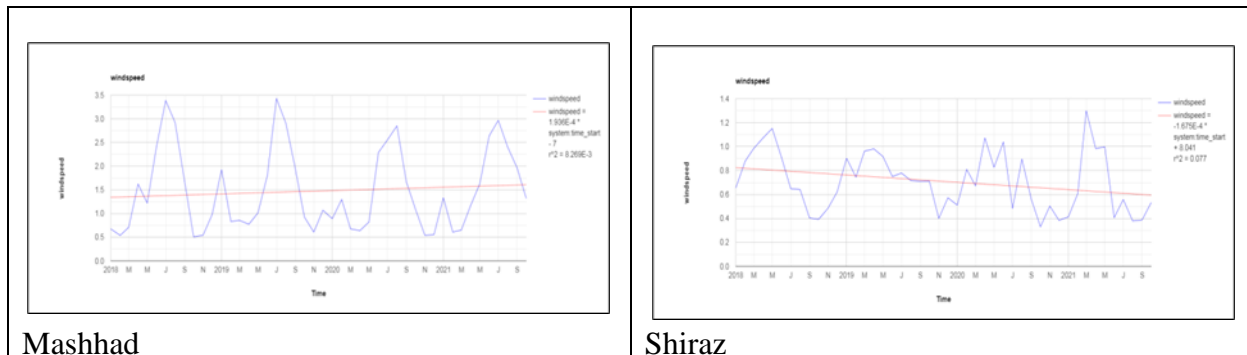 windspeed
3.5
3.0
2.5
2.0
1.5
1.0
0.5
0.0
windspeed
2018 M M J S N 2019 M M J S N 2020 M M J S N 2021 M M J S
Time
windspeed
windspeed =
1.936E-4 *
system:time_start
- 7
r^2 = 8.269E-3
Mashhad
windspeed
1.4
1.2
1.0
0.8
0.6
0.4
0.2
0.0
windspeed
2018 M M J S N 2019 M M J S N 2020 M M J S N 2021 M M J S
Time
windspeed
windspeed =
-1.675E-4 *
system:time_start
+ 8.041
r^2 = 0.077
Shiraz